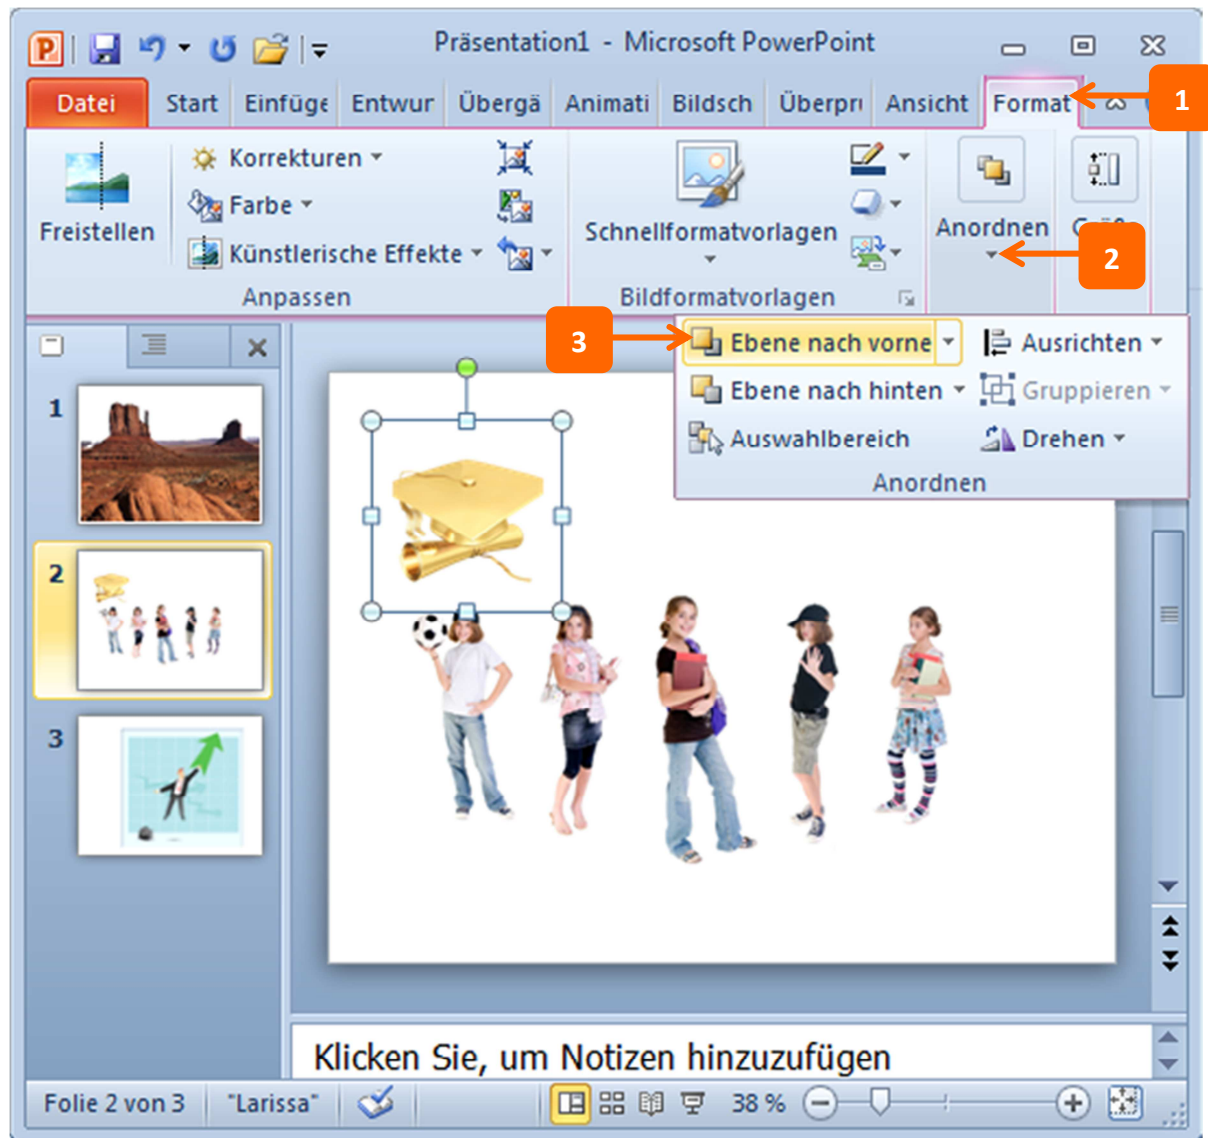 Präsentation1 - Microsoft PowerPoint
Datei Start Einfüge Entwur Übergä Animati Bildsch Überprü Ansicht Format 1
Korrekturen
Farbe
Freistellen
Künstlerische Effekte
Anpassen
Schnellformatvorlagen
Bildformatvorlagen
Anordnen
2
3
Ebene nach vorne Ausrichten
Ebene nach hinten Gruppieren
Auswahlbereich Drehen
Anordnen
1
2
3
Klicken Sie, um Notizen hinzuzufügen
Folie 2 von 3 "Larissa" 38 %